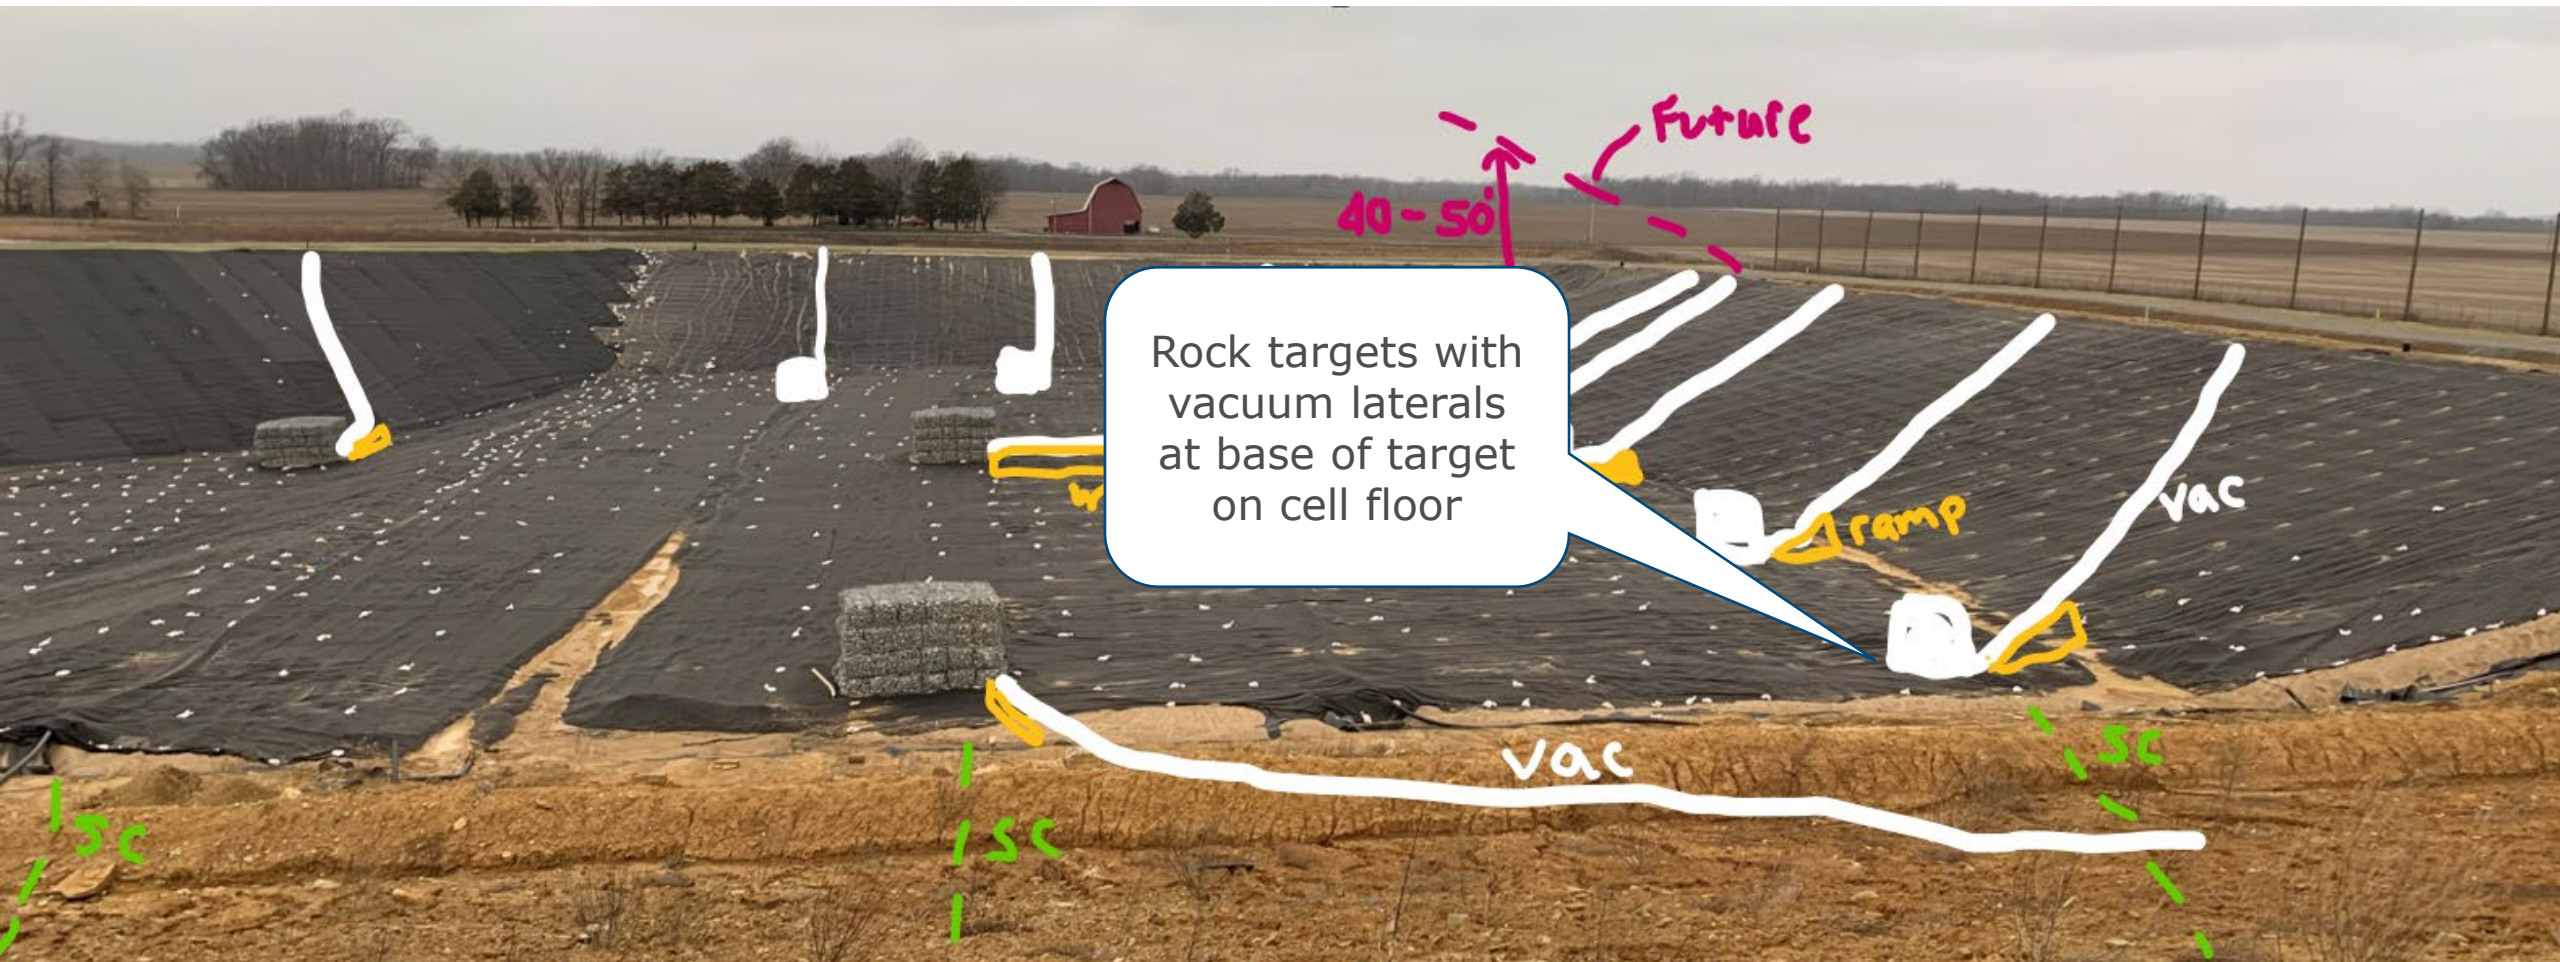 Future
40-50'
Rock targets with
vacuum laterals
at base of target
on cell floor
vac
ramp
vac
SC
SC
SC